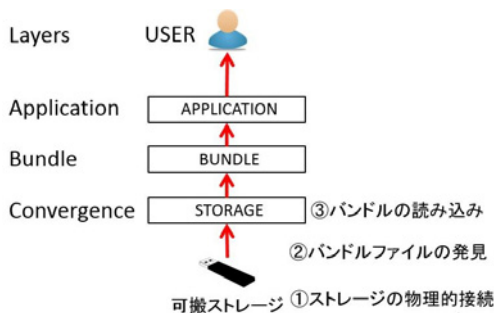 Layers USER
Application APPLICATION
Bundle BUNDLE
Convergence STORAGE ③バンドルの読み込み
②バンドルファイルの発見
可搬ストレージ ①ストレージの物理的接続